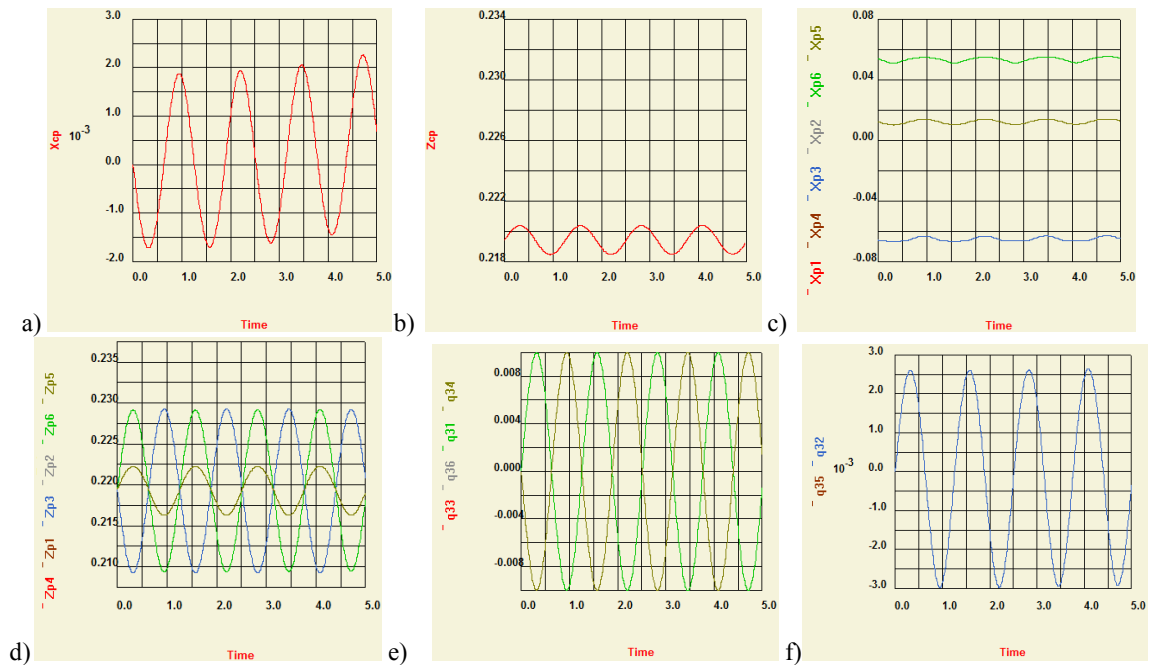 a)
Xcp
10⁻³
3.0
2.0
1.0
0.0
-1.0
-2.0
0.0 1.0 2.0 3.0 4.0 5.0
Time
b)
Zcp
0.234
0.230
0.226
0.222
0.218
0.0 1.0 2.0 3.0 4.0 5.0
Time
c)
_ Xp1 _ Xp4 _ Xp3 _ Xp2 _ Xp6 _ Xp5
0.08
0.04
0.00
-0.04
-0.08
0.0 1.0 2.0 3.0 4.0 5.0
Time
d)
_ Zp4 _ Zp1 _ Zp3 _ Zp2 _ Zp6 _ Zp5
0.235
0.230
0.225
0.220
0.215
0.210
0.0 1.0 2.0 3.0 4.0 5.0
Time
e)
_ q33 _ q36 _ q31 _ q34
0.008
0.004
0.000
-0.004
-0.008
0.0 1.0 2.0 3.0 4.0 5.0
Time
f)
_ q35 _ q32
10⁻³
3.0
2.0
1.0
0.0
-1.0
-2.0
-3.0
0.0 1.0 2.0 3.0 4.0 5.0
Time